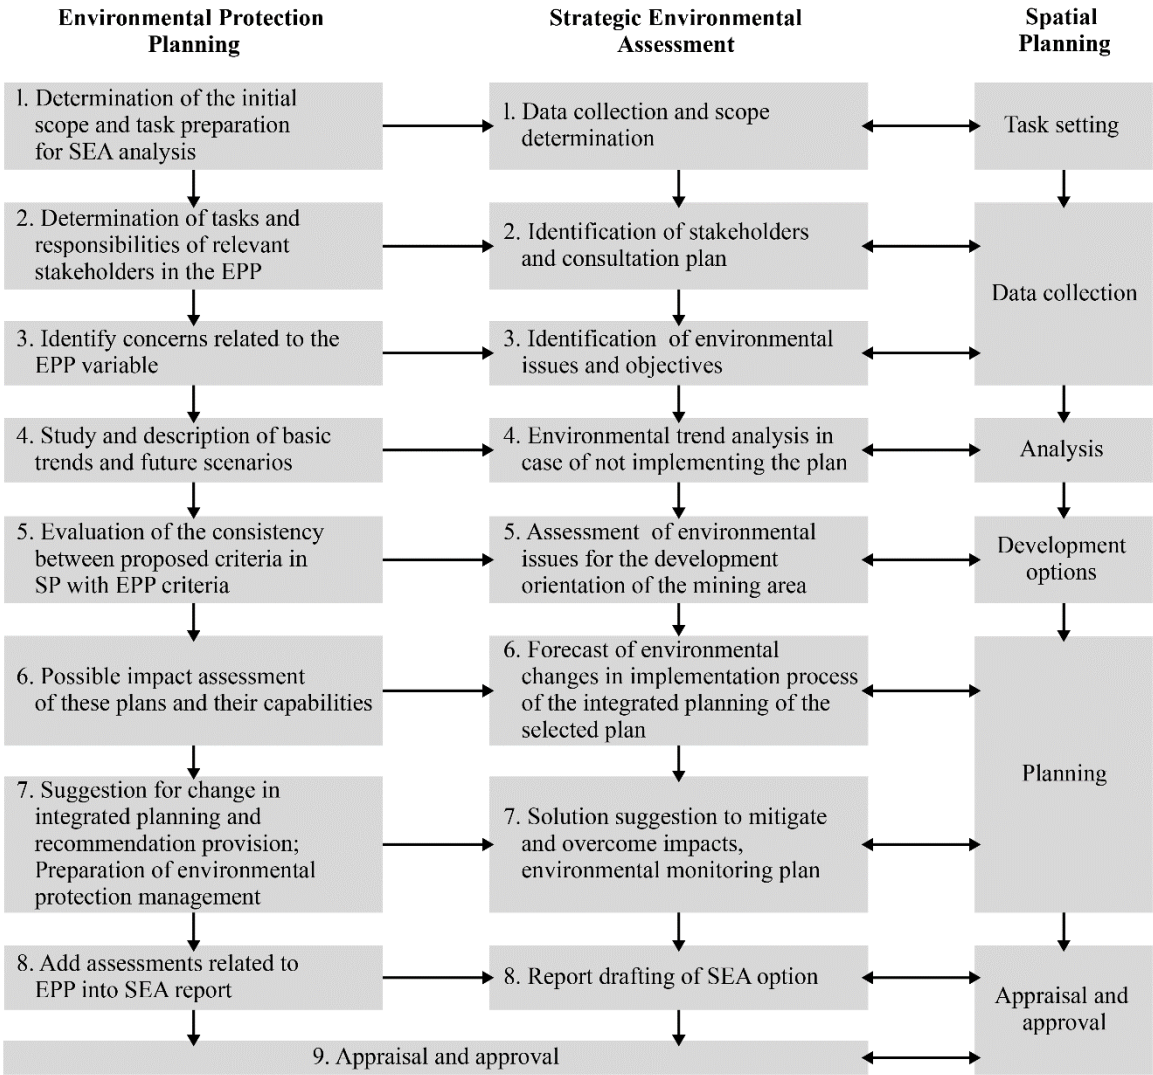 Environmental Protection
Planning
Strategic Environmental
Assessment
Spatial
Planning
l. Determination of the initial
scope and task preparation
for SEA analysis
l. Data collection and scope
determination
Task setting
2. Determination of tasks and
responsibilities of relevant
stakeholders in the EPP
2. Identification of stakeholders
and consultation plan
Data collection
3. Identify concerns related to the
EPP variable
3. Identification of environmental
issues and objectives
4. Study and description of basic
trends and future scenarios
4. Environmental trend analysis in
case of not implementing the plan
Analysis
5. Evaluation of the consistency
between proposed criteria in
SP with EPP criteria
5. Assessment of environmental
issues for the development
orientation of the mining area
Development
options
6. Possible impact assessment
of these plans and their capabilities
6. Forecast of environmental
changes in implementation process
of the integrated planning of the
selected plan
Planning
7. Suggestion for change in
integrated planning and
recommendation provision;
Preparation of environmental
protection management
7. Solution suggestion to mitigate
and overcome impacts,
environmental monitoring plan
8. Add assessments related to
EPP into SEA report
8. Report drafting of SEA option
Appraisal and
approval
9. Appraisal and approval